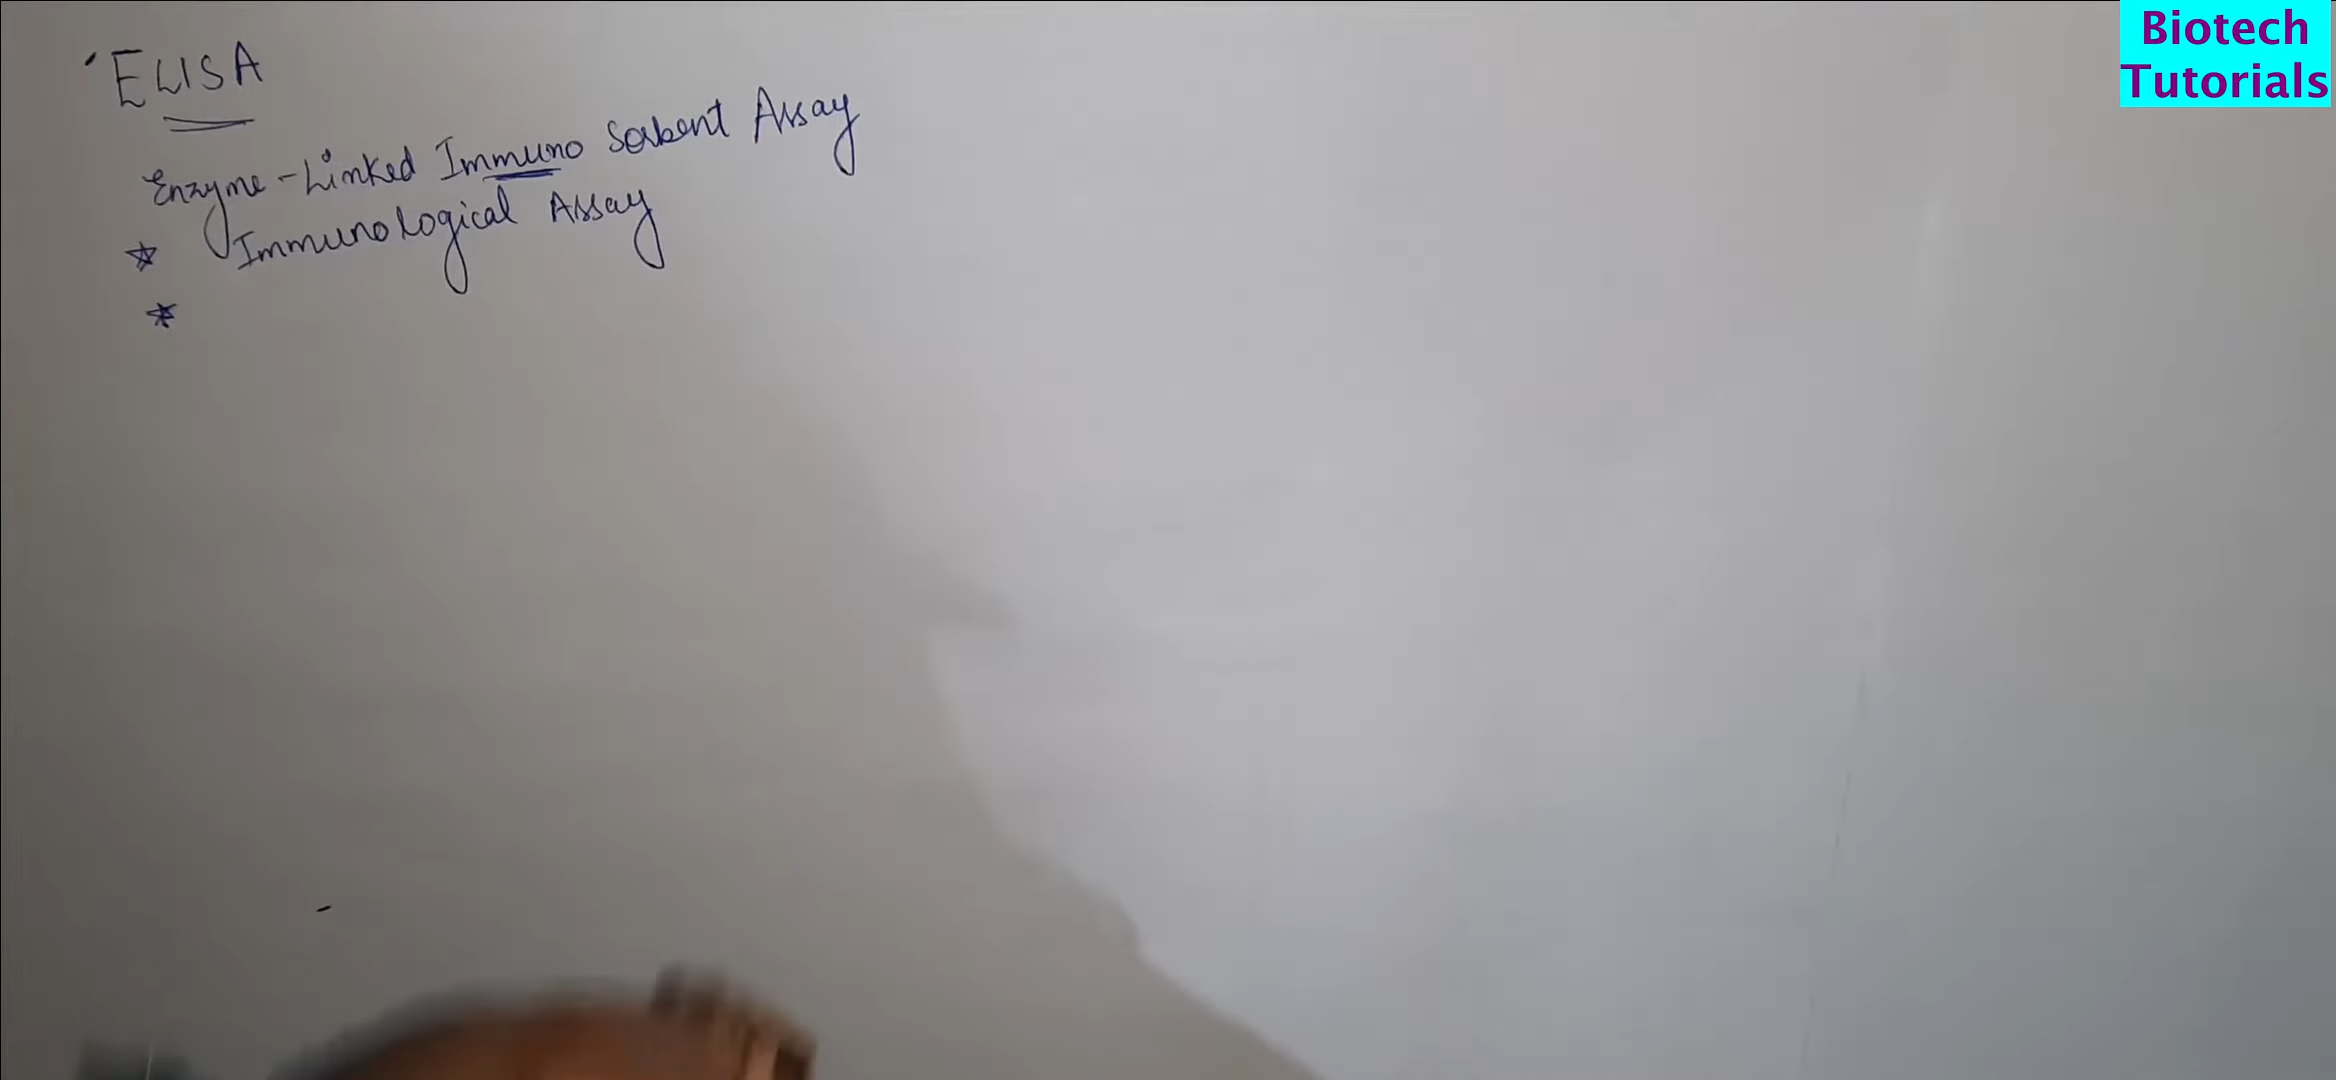 ELISA
Enzyme-Linked Immuno Sorbent Assay
* Immunological Assay
*
Biotech
Tutorials